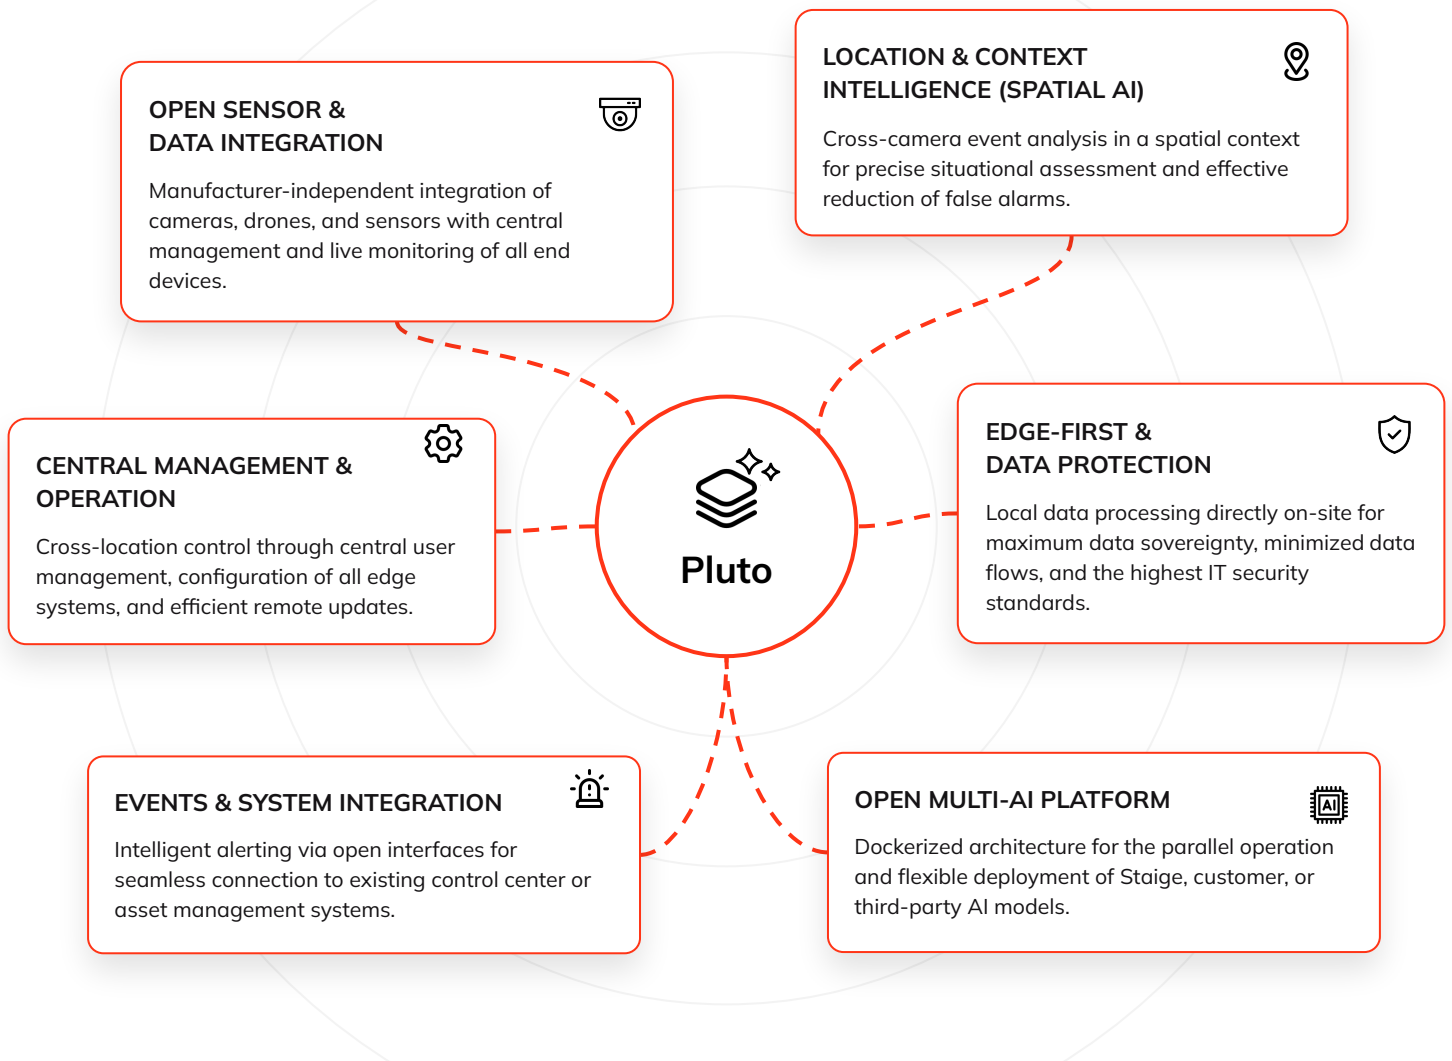 OPEN SENSOR &
DATA INTEGRATION
Manufacturer-independent integration of
cameras, drones, and sensors with central
management and live monitoring of all end
devices.
LOCATION & CONTEXT
INTELLIGENCE (SPATIAL AI)
Cross-camera event analysis in a spatial context
for precise situational assessment and effective
reduction of false alarms.
CENTRAL MANAGEMENT &
OPERATION
Cross-location control through central user
management, configuration of all edge
systems, and efficient remote updates.
Pluto
EDGE-FIRST &
DATA PROTECTION
Local data processing directly on-site for
maximum data sovereignty, minimized data
flows, and the highest IT security
standards.
EVENTS & SYSTEM INTEGRATION
Intelligent alerting via open interfaces for
seamless connection to existing control center or
asset management systems.
OPEN MULTI-AI PLATFORM
AI
Dockerized architecture for the parallel operation
and flexible deployment of Staige, customer, or
third-party AI models.